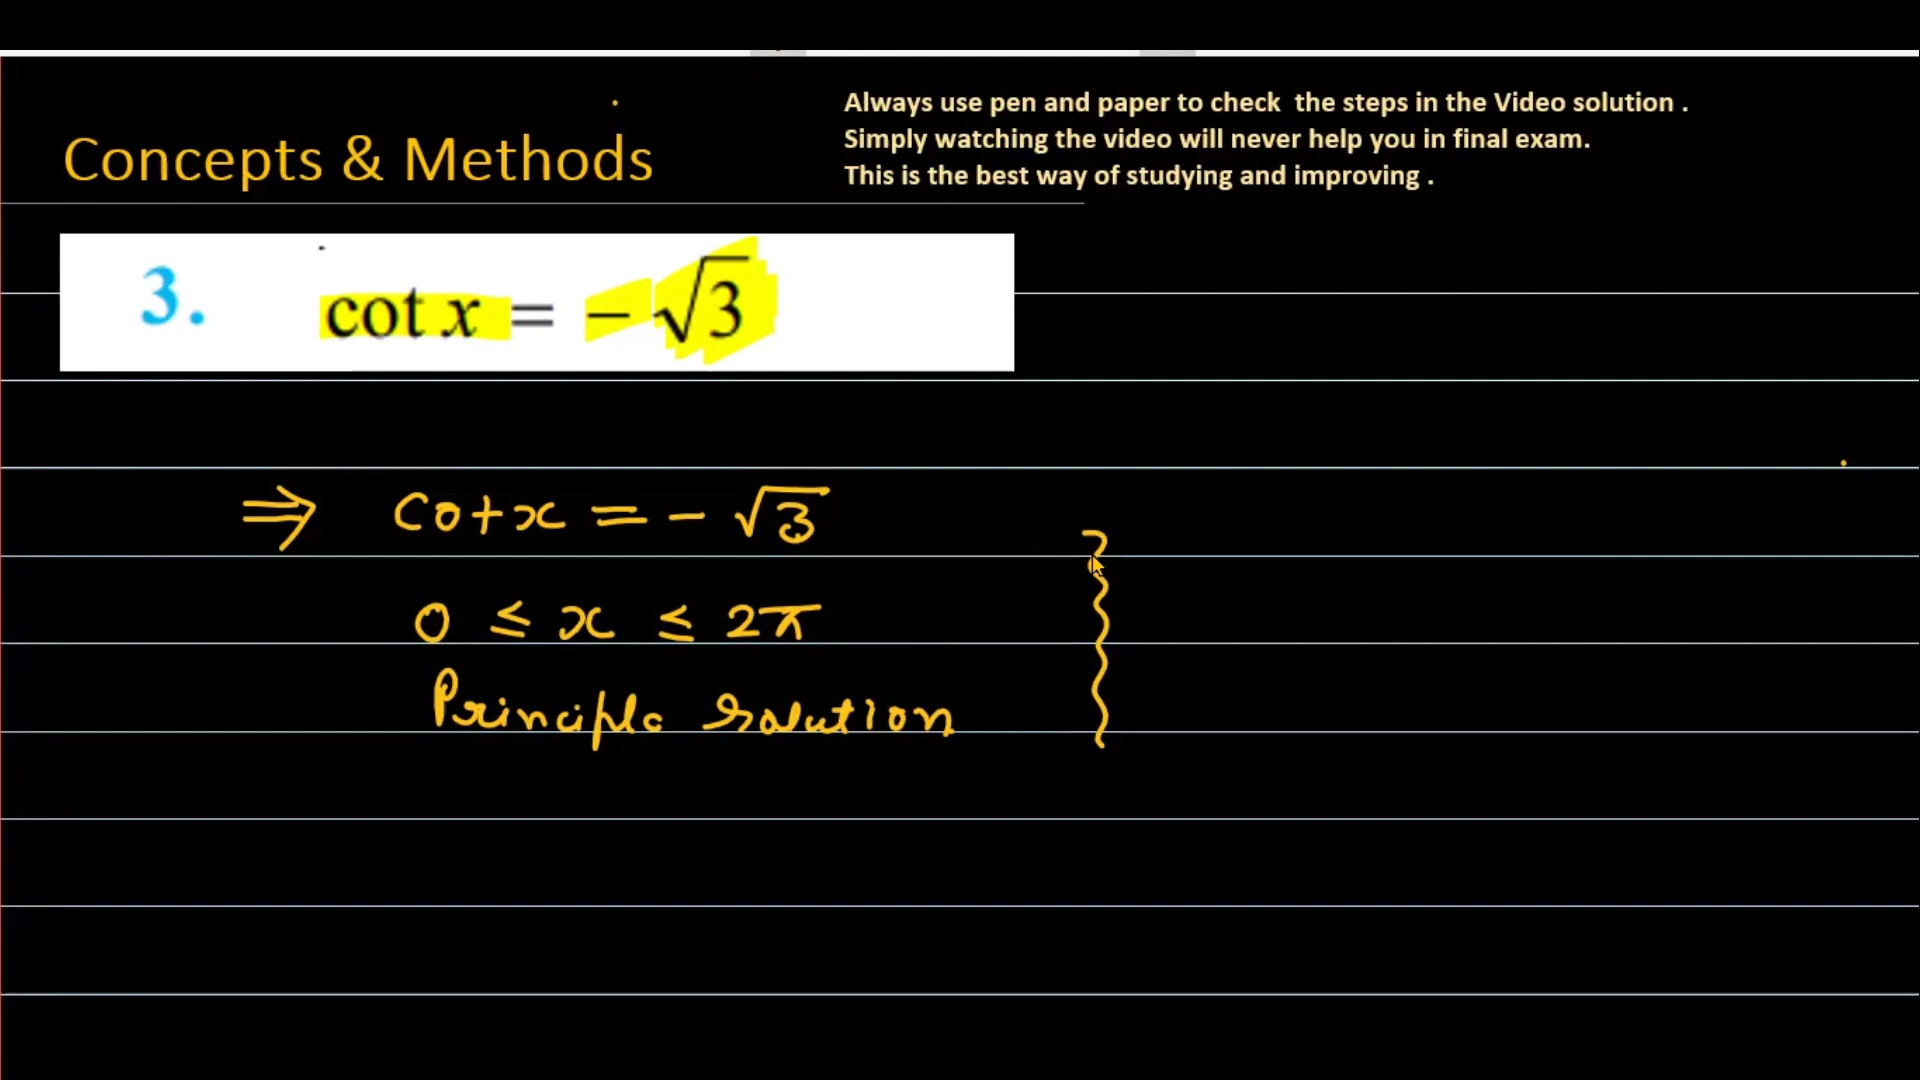 Concepts & Methods
Always use pen and paper to check the steps in the Video solution .
Simply watching the video will never help you in final exam.
This is the best way of studying and improving .
3. cot x = – √3
⇒ Cot x = - √3
0 ≤ x ≤ 2π
Principle Solution